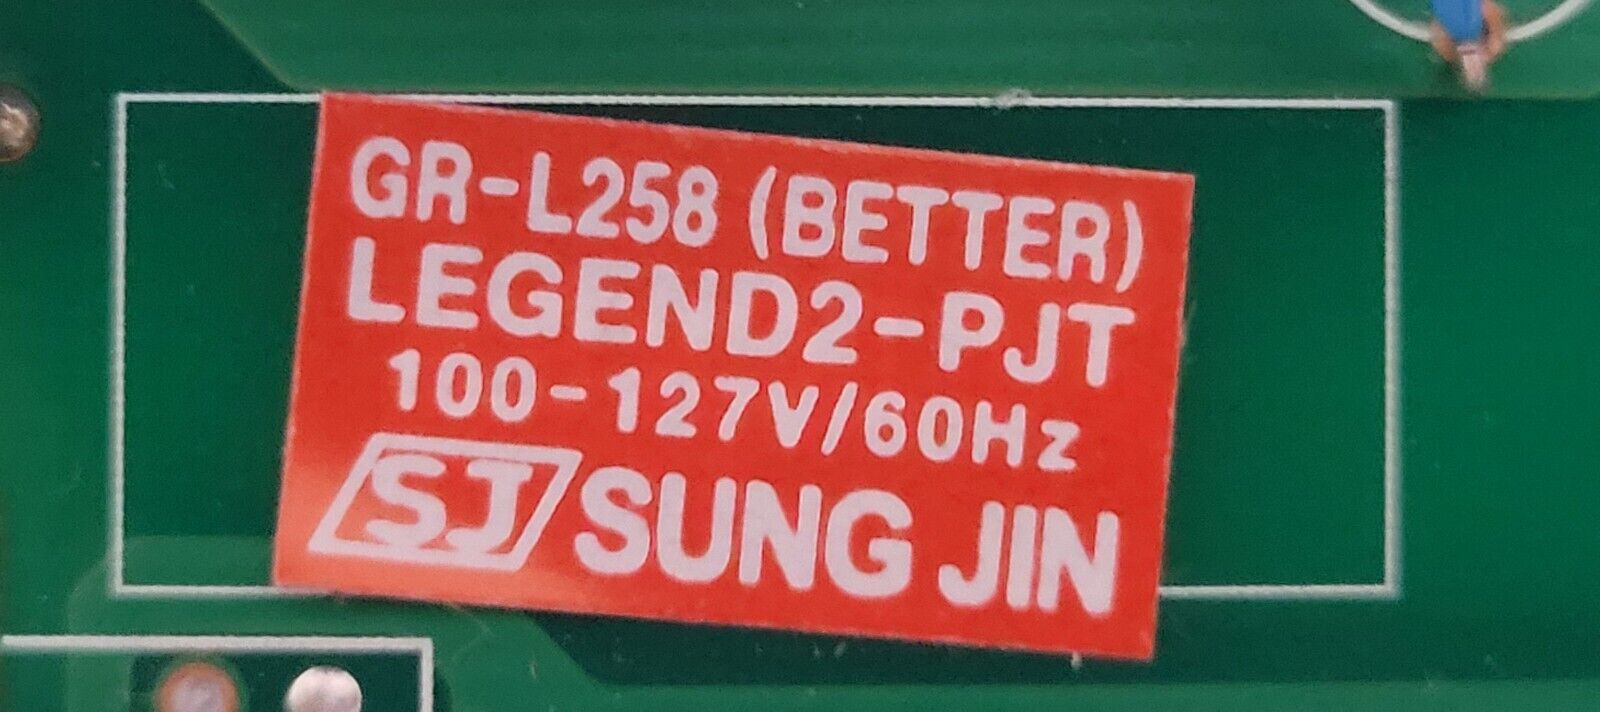 GR-L258 (BETTER)
LEGEND2-PJT
100-127V/60Hz
SJ SUNG JIN